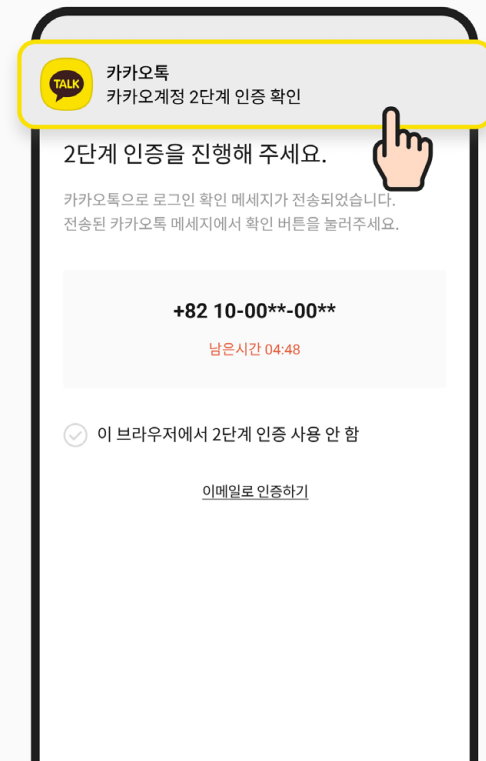 TALK
카카오톡
카카오계정 2단계 인증 확인
2단계 인증을 진행해 주세요.
카카오톡으로 로그인 확인 메세지가 전송되었습니다.
전송된 카카오톡 메세지에서 확인 버튼을 눌러주세요.
+82 10-00**-00**
남은시간 04:48
이 브라우저에서 2단계 인증 사용 안 함
이메일로 인증하기